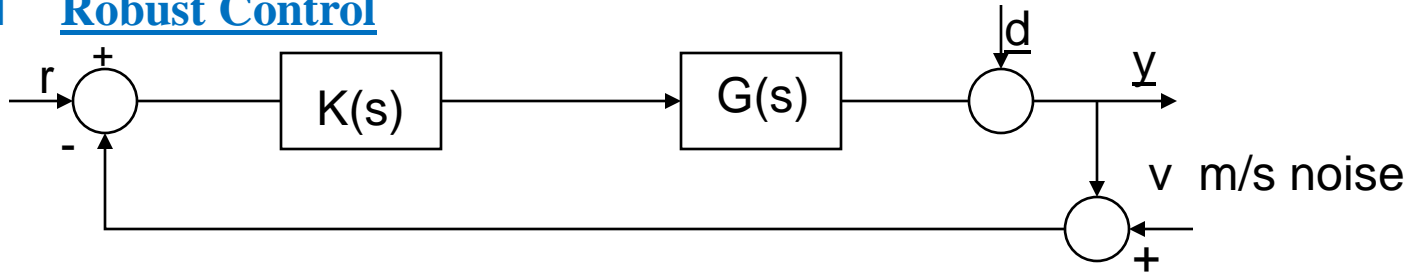 Robust Control
d
+
r
y
K(s)
G(s)
-
v m/s noise
+